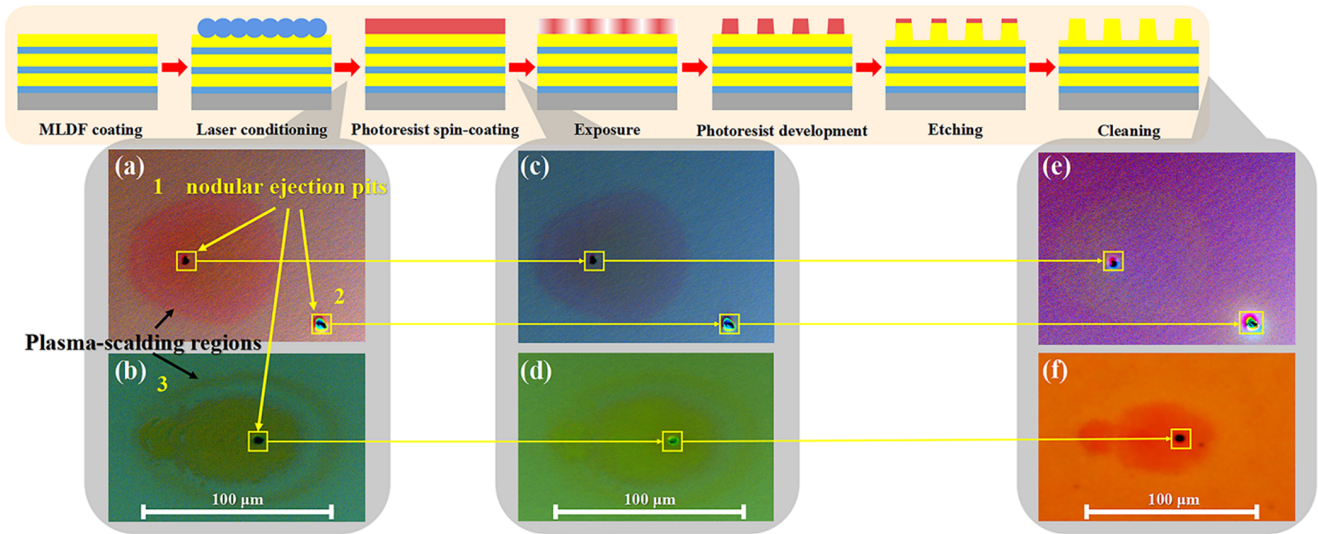 MLDF coating
Laser conditioning
Photoresist spin-coating
Exposure
Photoresist development
Etching
Cleaning
(a)
1 nodular ejection pits
2
Plasma-scalding regions
(b)
3
100 μm
(c)
(d)
100 μm
(e)
(f)
100 μm